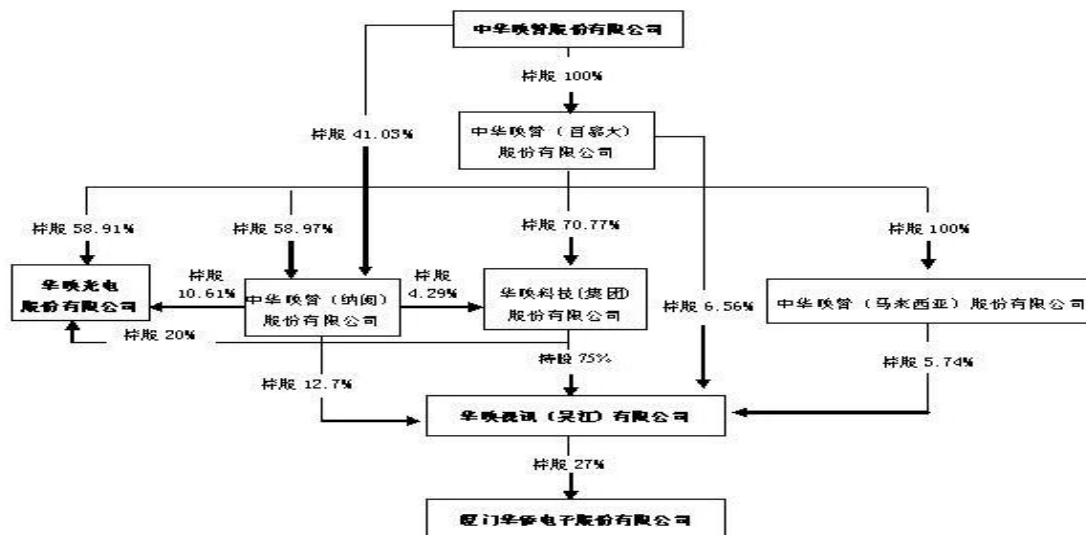 中华映管股份有限公司
持股 100%
持股 41.03%
中华映管（百慕大）
股份有限公司
持股 58.91%
持股 58.97%
持股 70.77%
持股 100%
华映光电
股份有限公司
持股
10.61%
中华映管（纳闽）
股份有限公司
持股
4.29%
华映科技(集团)
股份有限公司
持股 6.56%
中华映管（马来西亚）股份有限公司
持股 20%
持股 75%
持股 5.74%
持股 12.7%
华映视讯（吴江）有限公司
持股 27%
厦门华侨电子股份有限公司